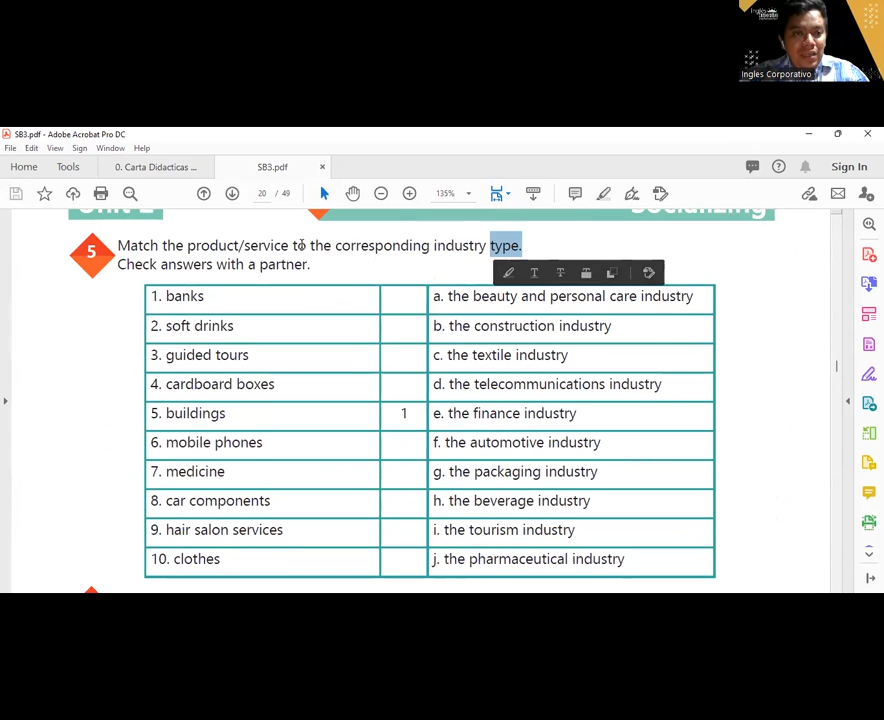 Ingles Corporativo
SB3.pdf - Adobe Acrobat Pro DC
File Edit View Sign Window Help
Home Tools 0. Carta Didacticas ... SB3.pdf × Sign In
20 / 49 135%
Unit 2 Socializing
5 Match the product/service to the corresponding industry type.
Check answers with a partner.
1. banks a. the beauty and personal care industry
2. soft drinks b. the construction industry
3. guided tours c. the textile industry
4. cardboard boxes d. the telecommunications industry
5. buildings 1 e. the finance industry
6. mobile phones f. the automotive industry
7. medicine g. the packaging industry
8. car components h. the beverage industry
9. hair salon services i. the tourism industry
10. clothes j. the pharmaceutical industry